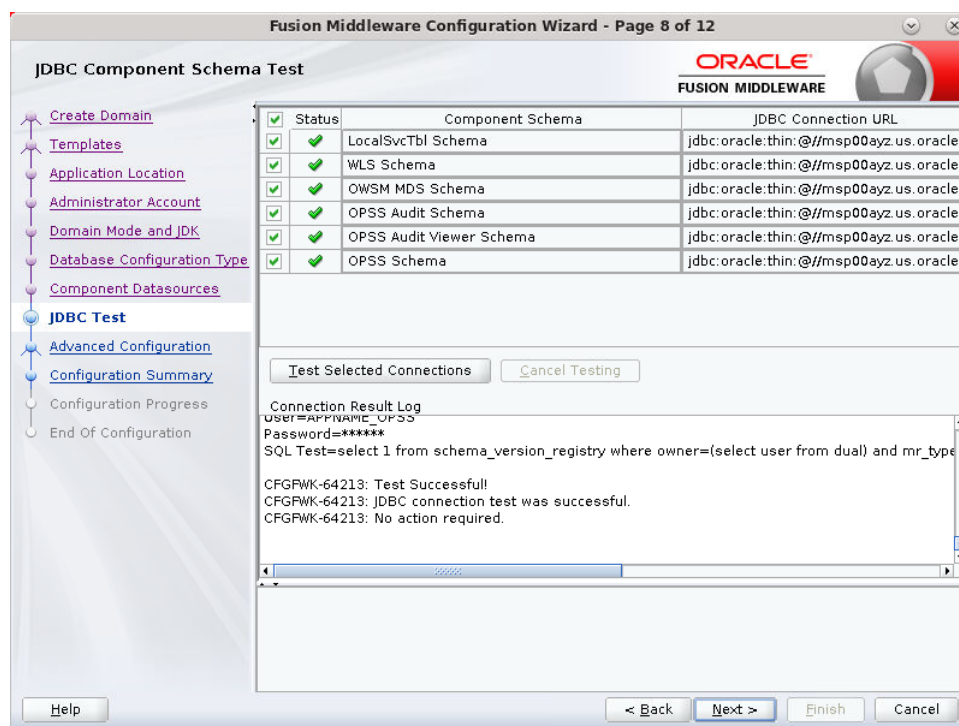 Fusion Middleware Configuration Wizard - Page 8 of 12
JDBC Component Schema Test
ORACLE
FUSION MIDDLEWARE
Create Domain
Templates
Application Location
Administrator Account
Domain Mode and JDK
Database Configuration Type
Component Datasources
JDBC Test
Advanced Configuration
Configuration Summary
Configuration Progress
End Of Configuration
Status Component Schema JDBC Connection URL
LocalSvcTbl Schema jdbc:oracle:thin:@//msp00ayz.us.oracle
WLS Schema jdbc:oracle:thin:@//msp00ayz.us.oracle
OWSM MDS Schema jdbc:oracle:thin:@//msp00ayz.us.oracle
OPSS Audit Schema jdbc:oracle:thin:@//msp00ayz.us.oracle
OPSS Audit Viewer Schema jdbc:oracle:thin:@//msp00ayz.us.oracle
OPSS Schema jdbc:oracle:thin:@//msp00ayz.us.oracle
Test Selected Connections Cancel Testing
Connection Result Log
User=APPNAME_OPSS
Password=******
SQL Test=select 1 from schema_version_registry where owner=(select user from dual) and mr_type
CFGFWK-64213: Test Successful!
CFGFWK-64213: JDBC connection test was successful.
CFGFWK-64213: No action required.
Help < Back Next > Finish Cancel